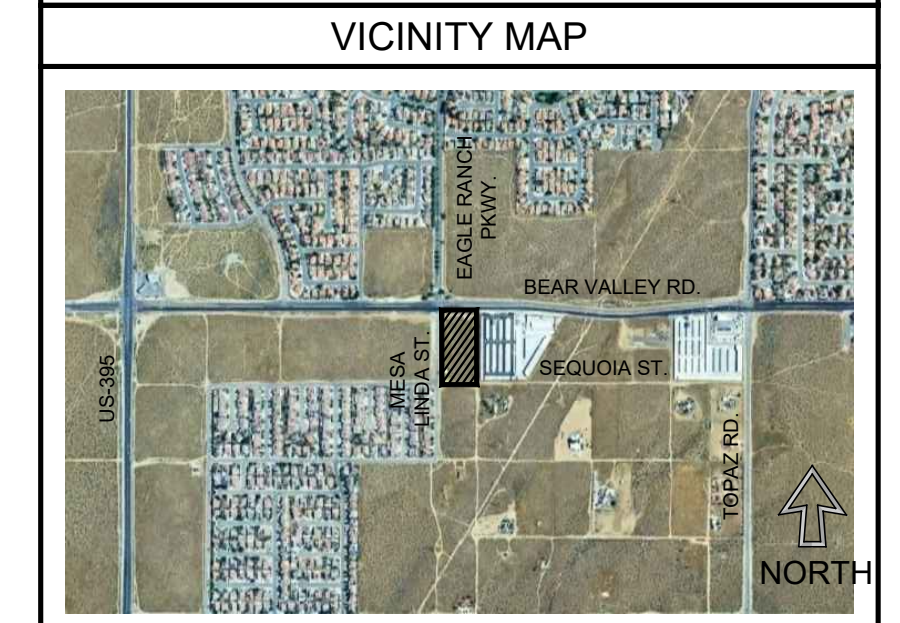 VICINITY MAP
EAGLE RANCH
PKWY.
BEAR VALLEY RD.
MESA
LINDA ST.
SEQUOIA ST.
US-395
TOPAZ RD.
NORTH